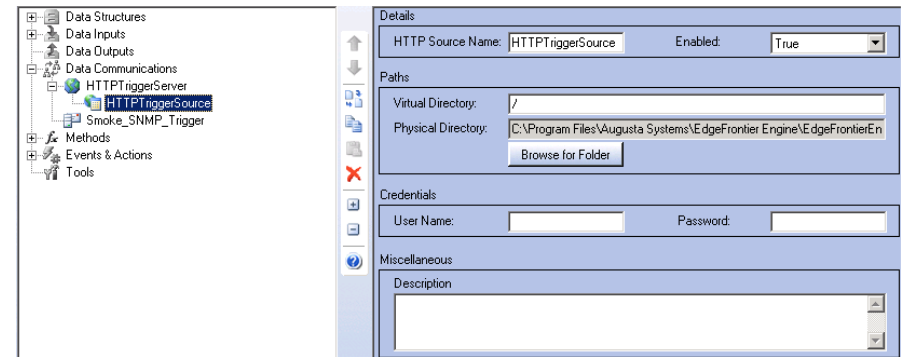 Data Structures
Data Inputs
Data Outputs
Data Communications
HTTPTriggerServer
HTTPTriggerSource
Smoke_SNMP_Trigger
Methods
Events & Actions
Tools
Details
HTTP Source Name: HTTPTriggerSource Enabled: True
Paths
Virtual Directory: /
Physical Directory: C:\Program Files\Augusta Systems\EdgeFrontier Engine\EdgeFrontierEn
Browse for Folder
Credentials
User Name: Password:
Miscellaneous
Description